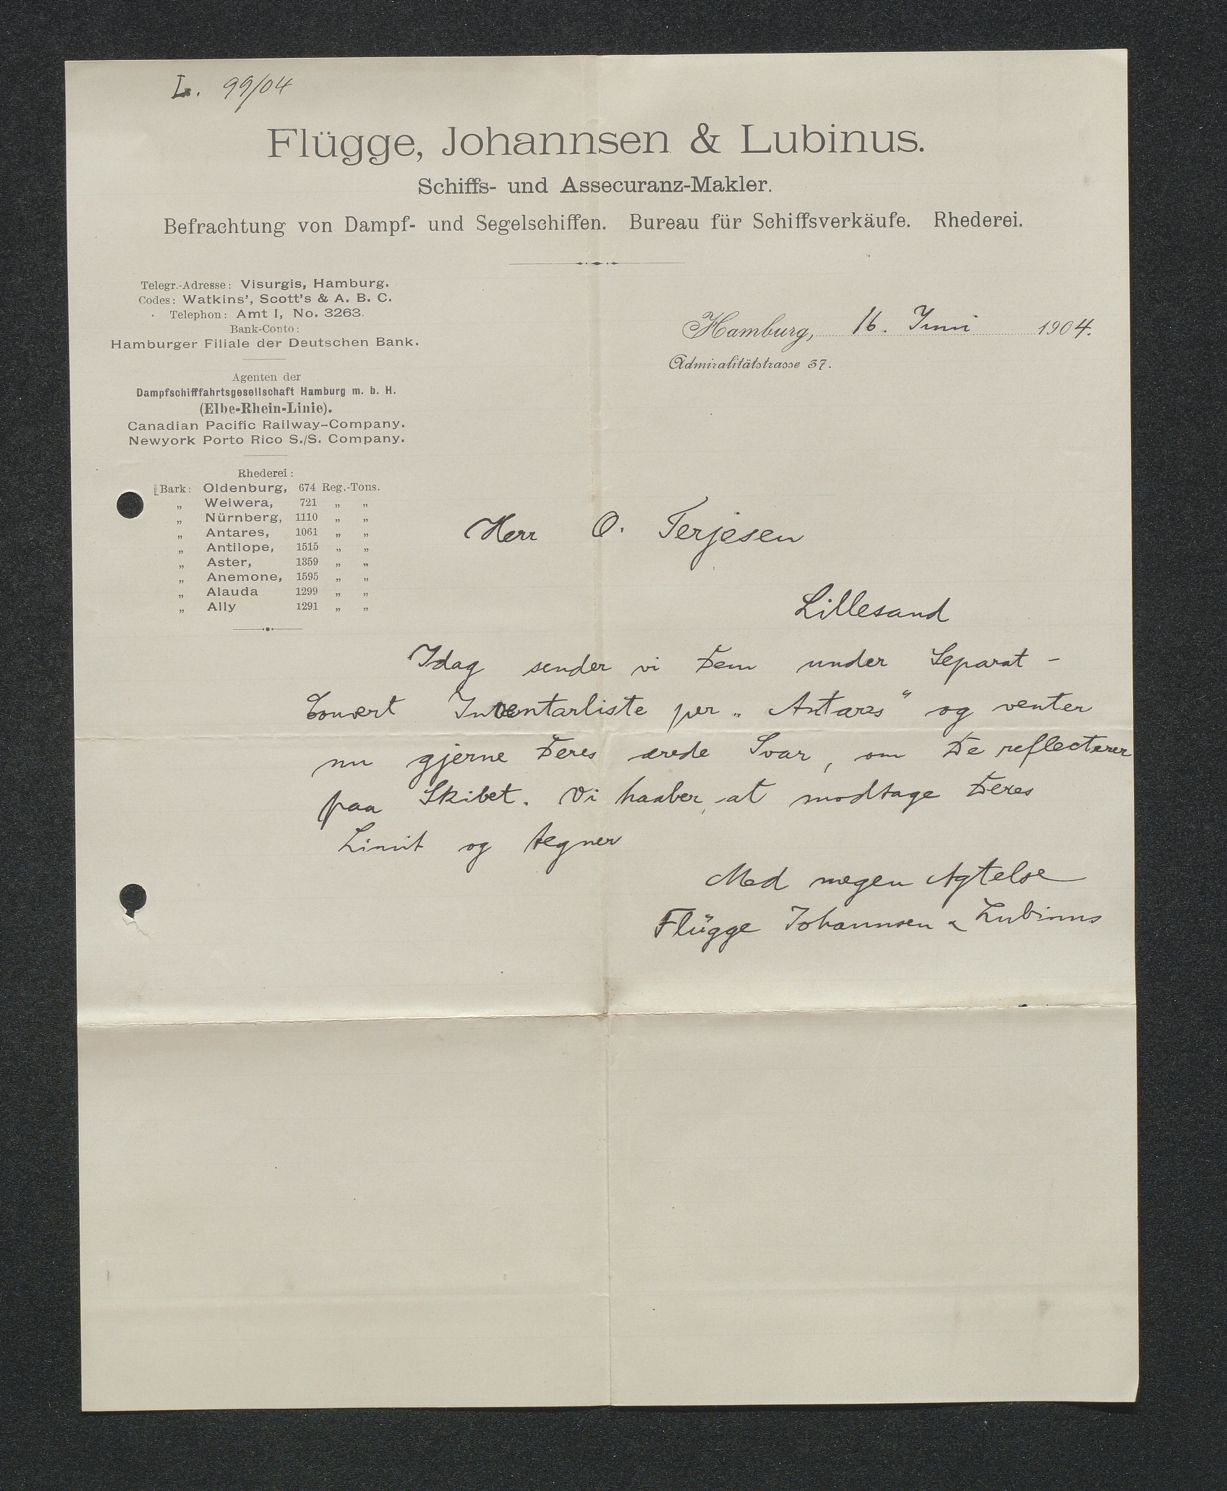 L. 99/04
Flügge, Johannsen & Lubinus.
Schiffs- und Assecuranz-Makler.
Befrachtung von Dampf- und Segelschiffen. Bureau für Schiffsverkäufe. Rhederei.
Telegr.-Adresse: Visurgis, Hamburg.
Codes: Watkins', Scott's & A. B. C.
Telephon: Amt I, No. 3263.
Bank-Conto:
Hamburger Filiale der Deutschen Bank.
Agenten der
Dampfschifffahrtsgesellschaft Hamburg m. b. H.
(Elbe-Rhein-Linie).
Canadian Pacific Railway-Company.
Newyork Porto Rico S./S. Company.
Rhederei:
Bark: Oldenburg, 674 Reg.-Tons.
„ Weiwera, 721 „ „
„ Nürnberg, 1110 „ „
„ Antares, 1061 „ „
„ Antilope, 1515 „ „
„ Aster, 1359 „ „
„ Anemone, 1595 „ „
„ Alauda 1299 „ „
„ Ally 1291 „ „
Hamburg, 16. Juni 1904.
Admiralitätstrasse 37.
Herr O. Terjesen
Lillesand
Idag sender vi Dem under Separat-
Couvert Inventarliste per „Antares" og venter
nu gjerne Deres ærede Svar, om De reflecterer
paa Skibet. Vi haaber, at modtage Deres
Limit og tegner
Med megen Agtelse
Flügge Johannsen & Lubinus